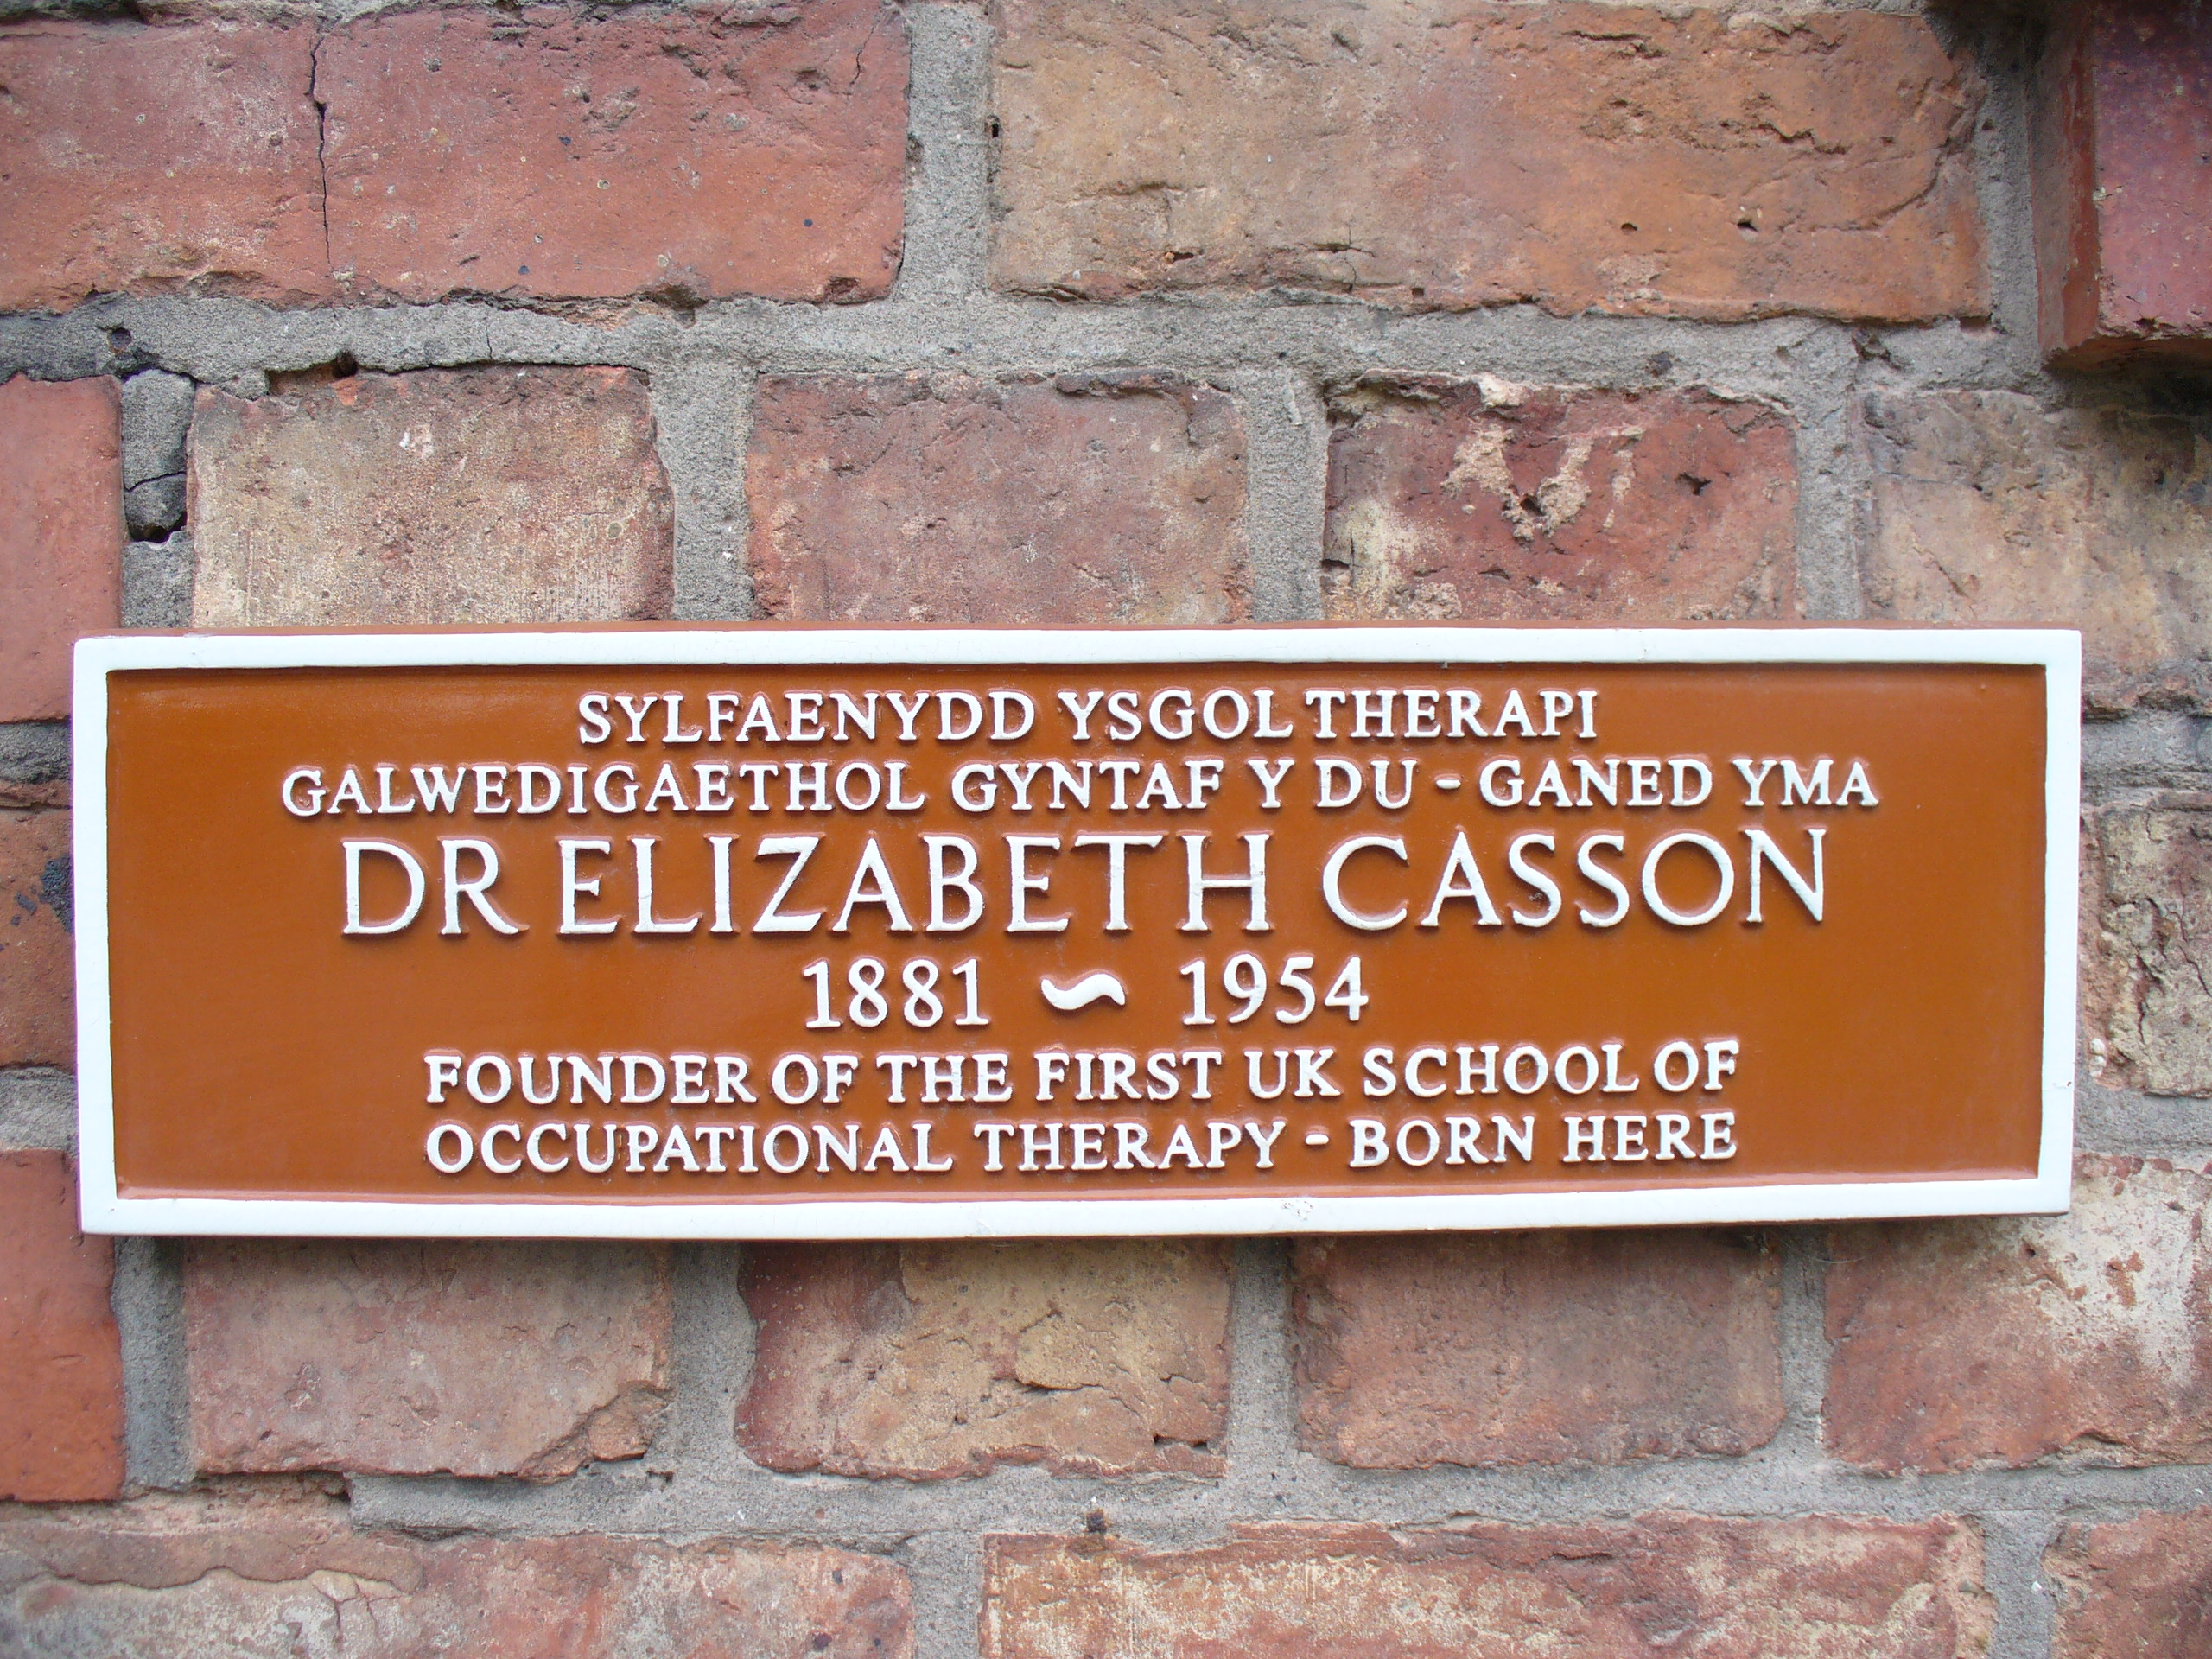 SYLFAENYDD YSGOL THERAPI
GALWEDIGAETHOL GYNTAF Y DU - GANED YMA
DR ELIZABETH CASSON
1881 ~ 1954
FOUNDER OF THE FIRST UK SCHOOL OF
OCCUPATIONAL THERAPY - BORN HERE